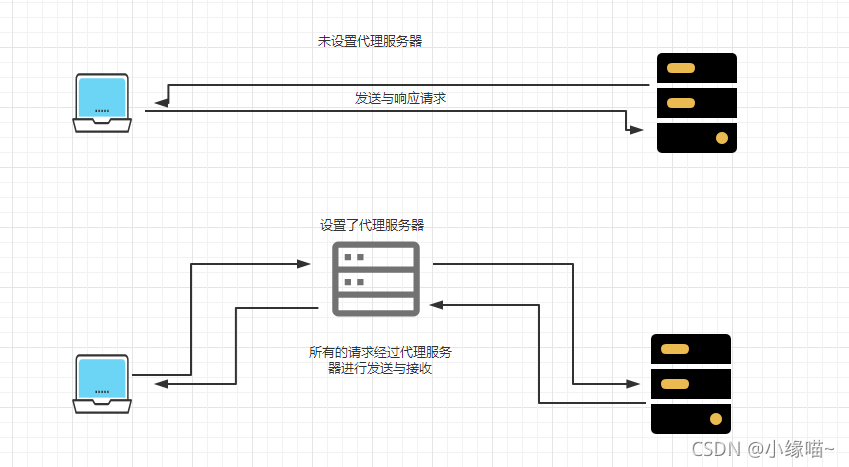 未设置代理服务器
发送与响应请求
设置了代理服务器
所有的请求经过代理服务
器进行发送与接收
CSDN @小缘喵~